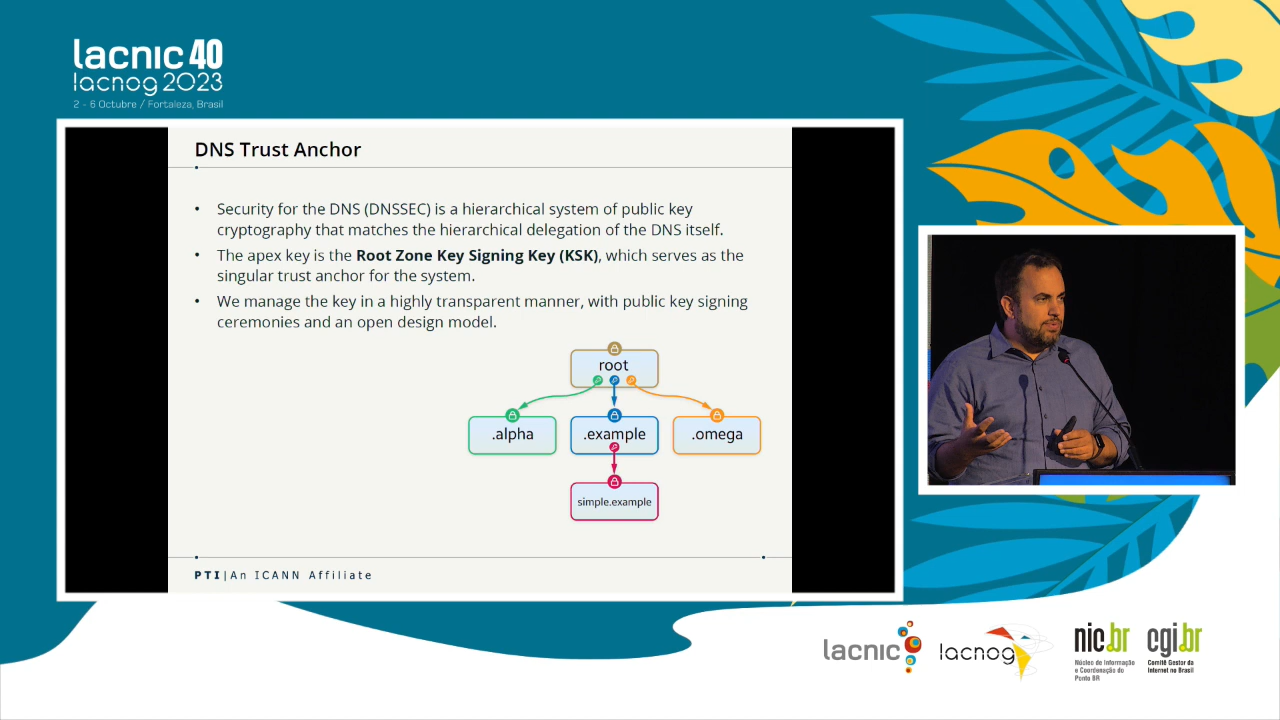 lacnic 40
lacnog 2023
2 - 6 Octubre / Fortaleza, Brasil
DNS Trust Anchor
• Security for the DNS (DNSSEC) is a hierarchical system of public key
cryptography that matches the hierarchical delegation of the DNS itself.
• The apex key is the Root Zone Key Signing Key (KSK), which serves as the
singular trust anchor for the system.
• We manage the key in a highly transparent manner, with public key signing
ceremonies and an open design model.
root
.alpha
.example
.omega
simple.example
PTI | An ICANN Affiliate
lacnic
lacnog
nic.br
Núcleo de Informação
e Coordenação do
Ponto BR
cgi.br
Comitê Gestor da
Internet no Brasil